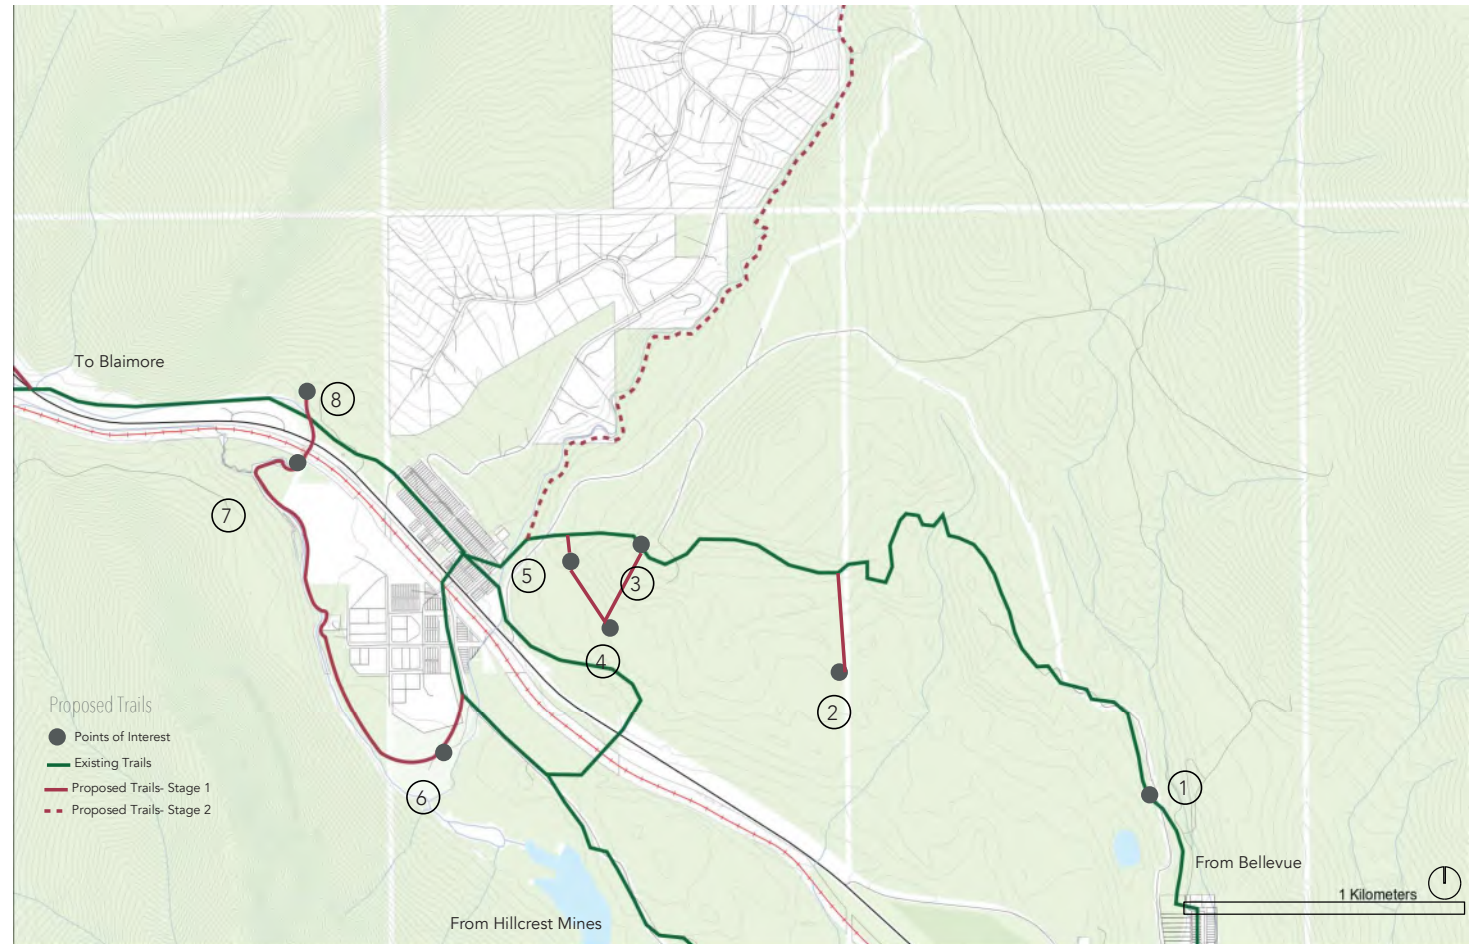 To Blaimore
8
7
5
3
4
2
Proposed Trails
Points of Interest
Existing Trails
Proposed Trails- Stage 1
Proposed Trails- Stage 2
6
1
From Bellevue
1 Kilometers
From Hillcrest Mines